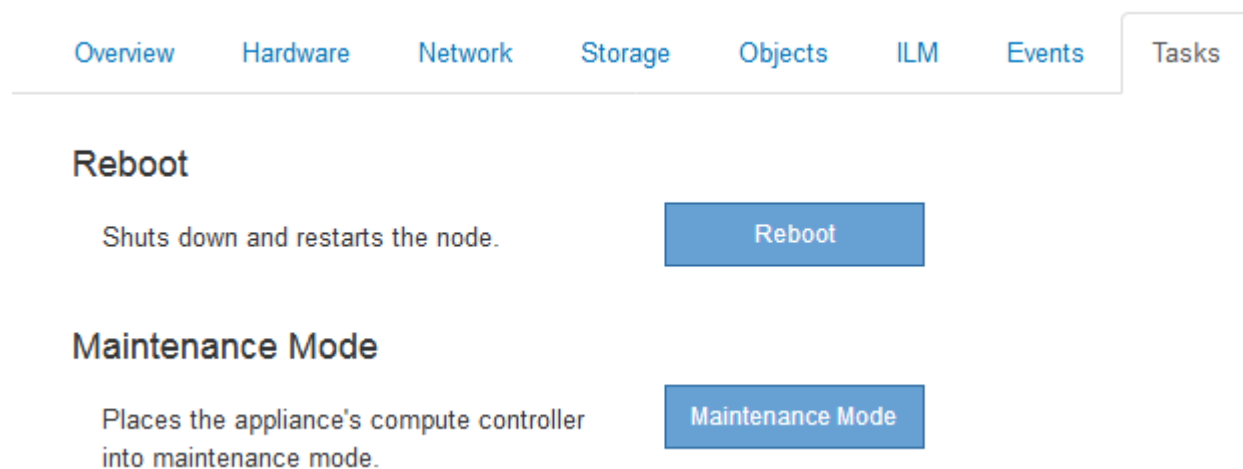 Overview Hardware Network Storage Objects ILM Events Tasks
Reboot
Shuts down and restarts the node.
Reboot
Maintenance Mode
Places the appliance's compute controller
into maintenance mode.
Maintenance Mode